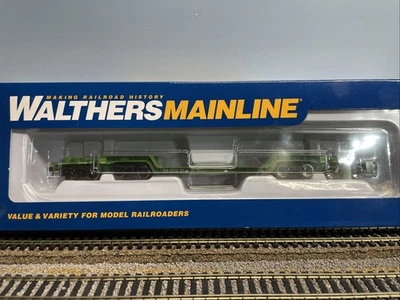 MAKING RAILROAD HISTORY
WALTHERSMAINLINE®
VALUE & VARIETY FOR MODEL RAILROADERS